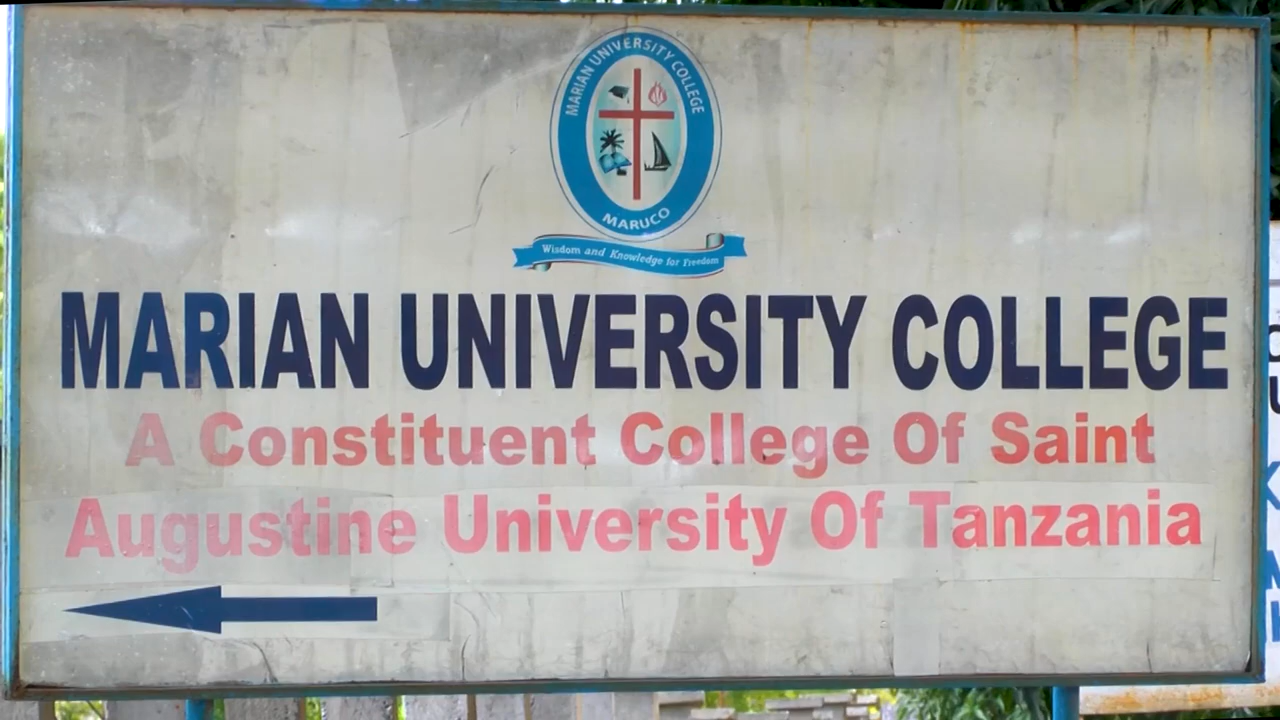 MARIAN UNIVERSITY COLLEGE
MARUCO
Wisdom and Knowledge for Freedom
MARIAN UNIVERSITY COLLEGE
A Constituent College Of Saint
Augustine University Of Tanzania